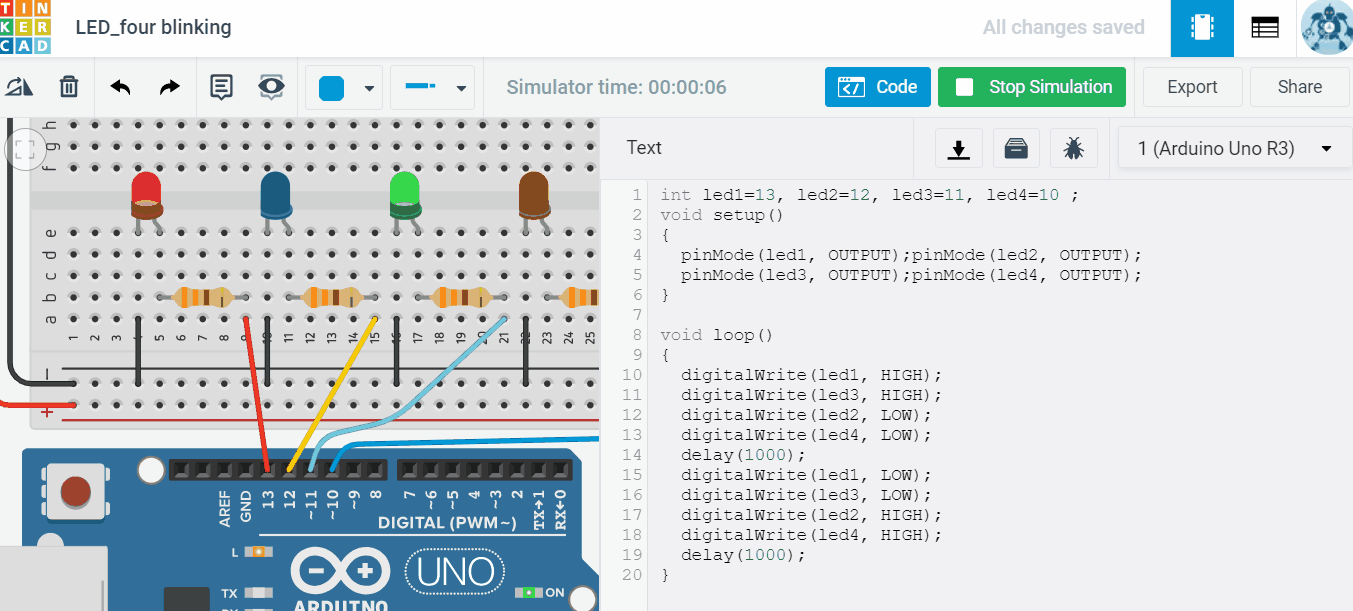 TIN
KER
CAD
LED_four blinking
All changes saved
Simulator time: 00:00:06
Code
Stop Simulation
Export
Share
Text
1 (Arduino Uno R3)
1 int led1=13, led2=12, led3=11, led4=10 ;
2 void setup()
3 {
4 pinMode(led1, OUTPUT);pinMode(led2, OUTPUT);
5 pinMode(led3, OUTPUT);pinMode(led4, OUTPUT);
6 }
7
8 void loop()
9 {
10 digitalWrite(led1, HIGH);
11 digitalWrite(led3, HIGH);
12 digitalWrite(led2, LOW);
13 digitalWrite(led4, LOW);
14 delay(1000);
15 digitalWrite(led1, LOW);
16 digitalWrite(led3, LOW);
17 digitalWrite(led2, HIGH);
18 digitalWrite(led4, HIGH);
19 delay(1000);
20 }
h
g
f
e
d
c
b
a
1 2 3 5 6 7 8 9 10 11 12 13 14 15 16 17 18 19 20 21 23 24 25
−
+
AREF GND 13 12 ~11 ~10 ~9 8 7 ~6 ~5 4 ~3 2 TX→1 RX←0
DIGITAL (PWM~)
L
UNO
TX
ON
ARDUINO